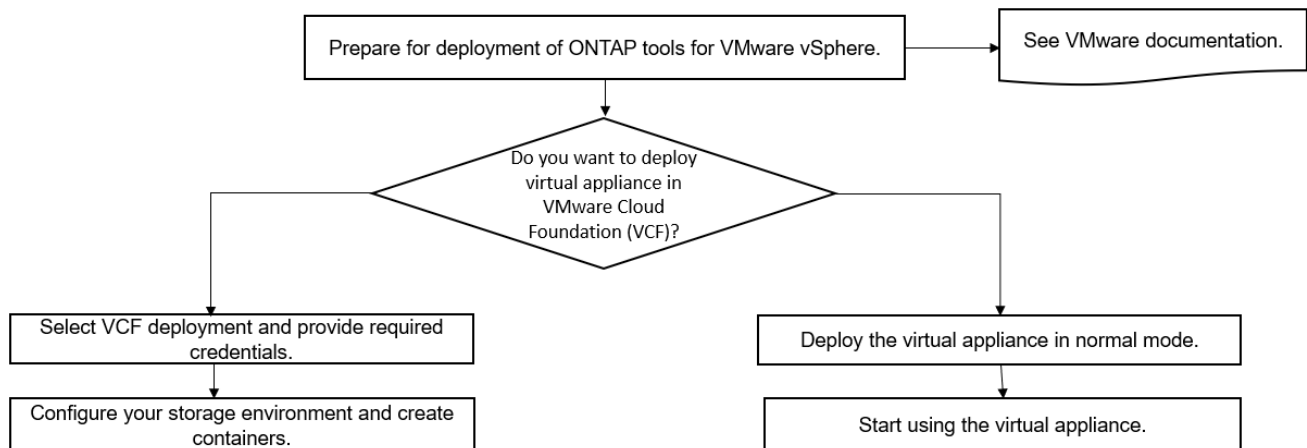 Prepare for deployment of ONTAP tools for VMware vSphere.
See VMware documentation.
Do you want to deploy
virtual appliance in
VMware Cloud
Foundation (VCF)?
Select VCF deployment and provide required
credentials.
Deploy the virtual appliance in normal mode.
Configure your storage environment and create
containers.
Start using the virtual appliance.